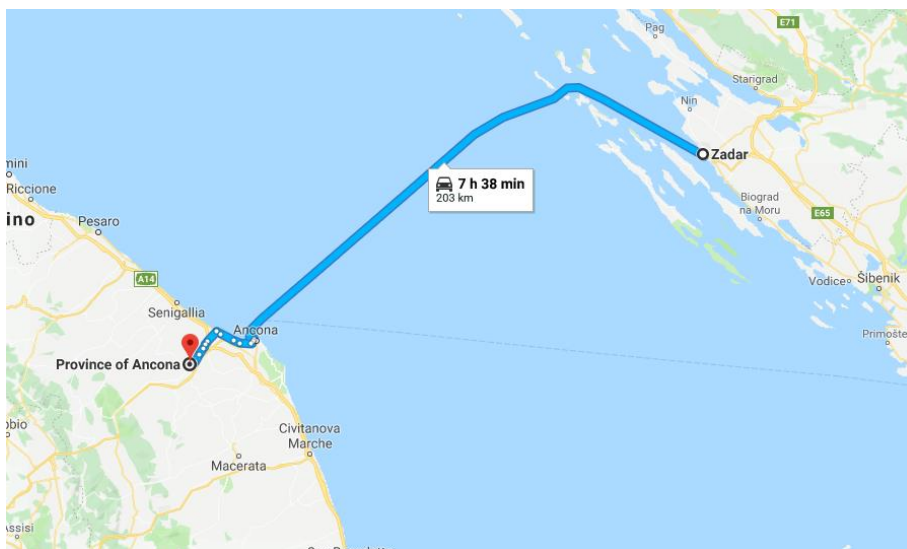 E71
Pag
Starigrad
Nin
Zadar
7 h 38 min
203 km
mini
Riccione
ino
Pesaro
Biograd
na Moru
E65
A14
Senigallia
Vodice
Šibenik
Ancona
Primošte
Province of Ancona
bbio
Civitanova
Marche
Macerata
Assisi